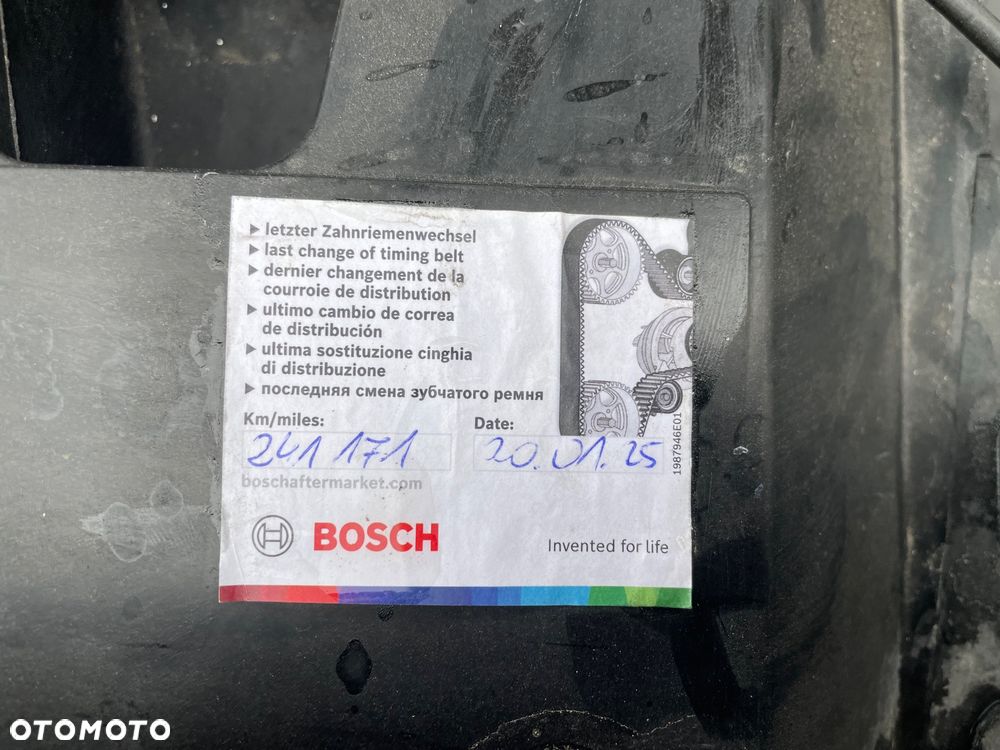 ▶ letzter Zahnriemenwechsel
▶ last change of timing belt
▶ dernier changement de la
courroie de distribution
▶ ultimo cambio de correa
de distribución
▶ ultima sostituzione cinghia
di distribuzione
▶ последняя смена зубчатого ремня
Km/miles: Date:
241 171 20.01.25
boschaftermarket.com
1987946E01
BOSCH Invented for life
OTOMOTO